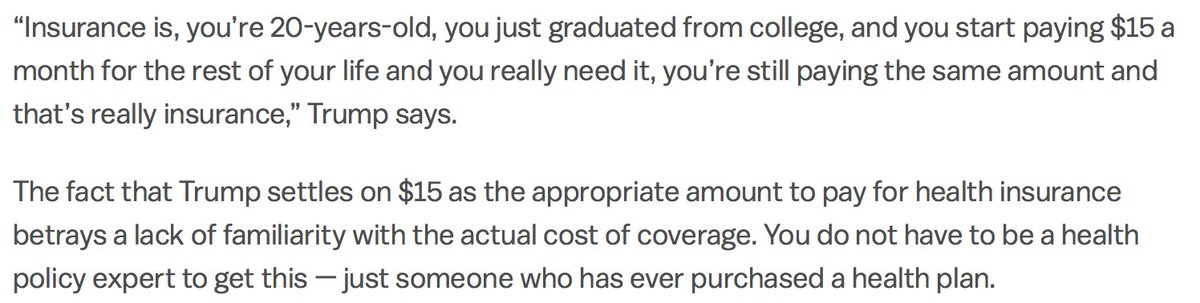 “Insurance is, you’re 20-years-old, you just graduated from college, and you start paying $15 a
month for the rest of your life and you really need it, you’re still paying the same amount and
that’s really insurance,” Trump says.
The fact that Trump settles on $15 as the appropriate amount to pay for health insurance
betrays a lack of familiarity with the actual cost of coverage. You do not have to be a health
policy expert to get this — just someone who has ever purchased a health plan.